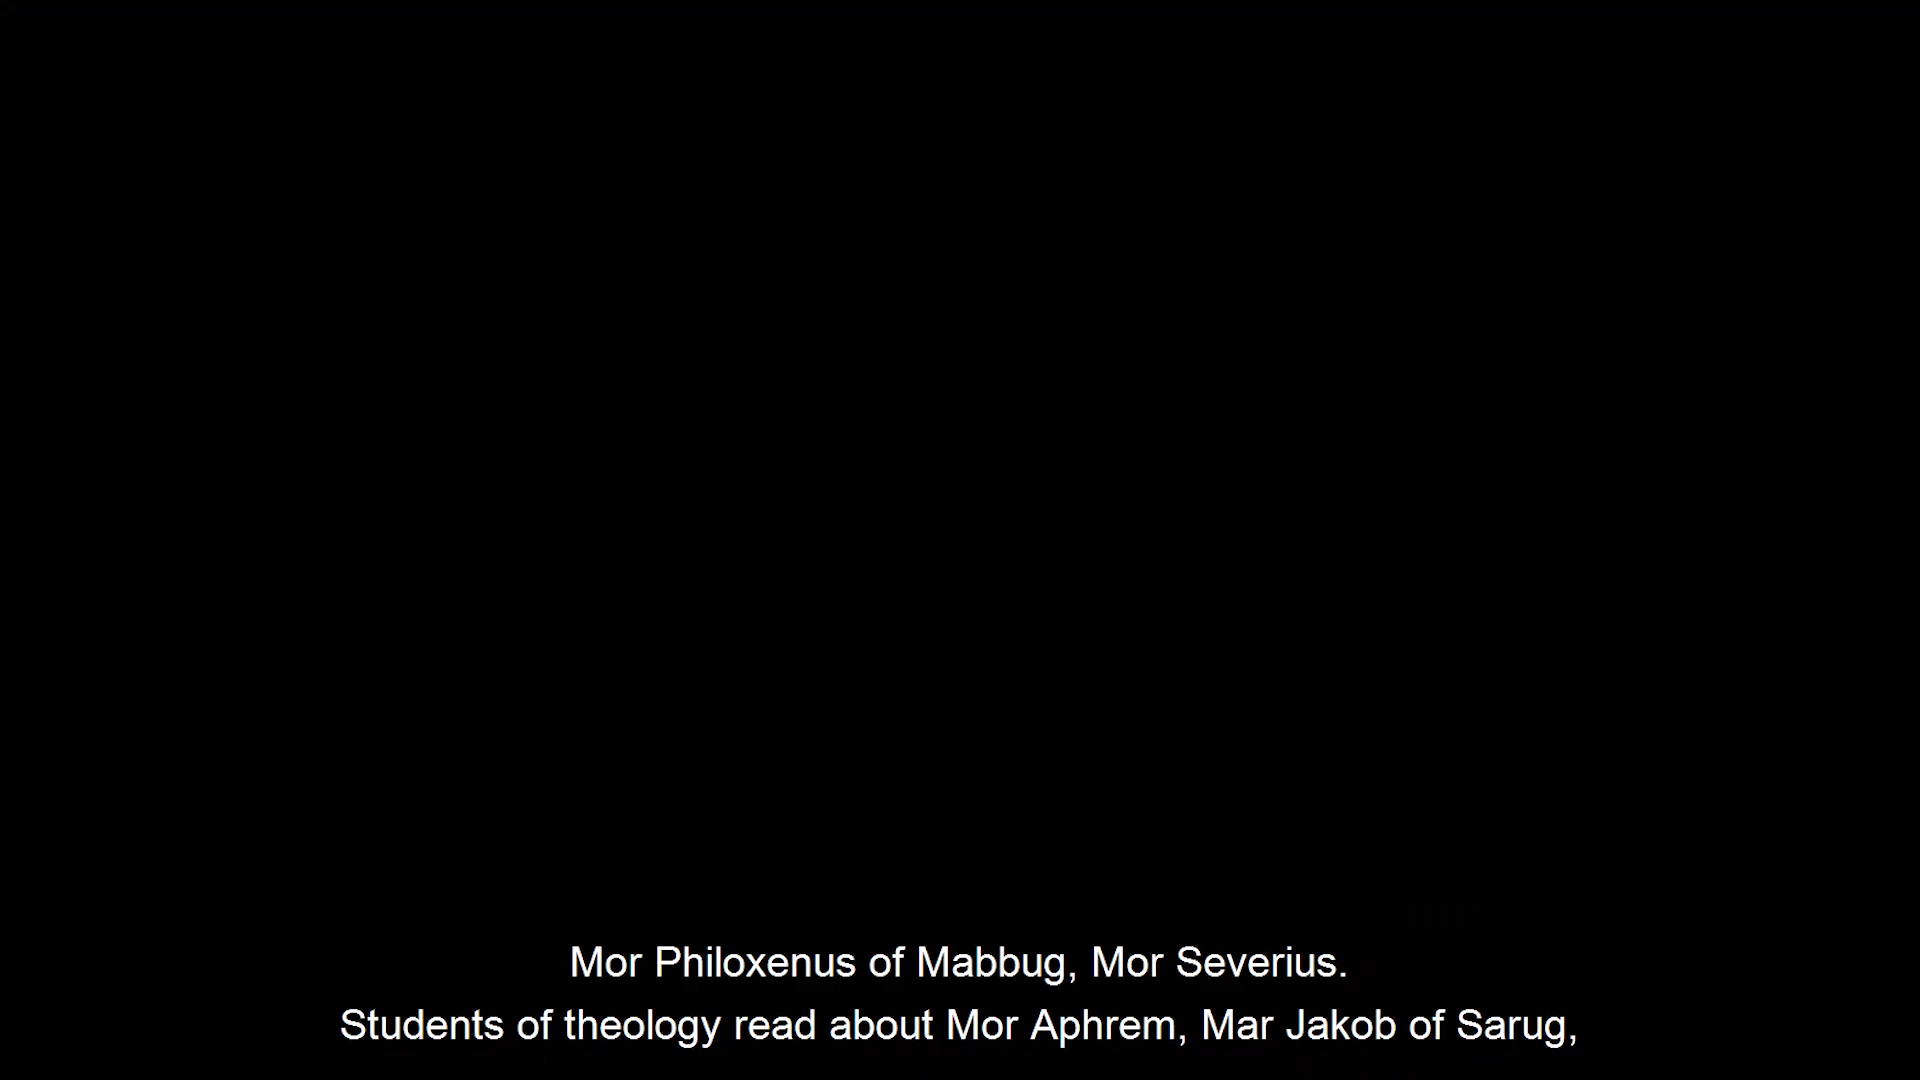 Mor Philoxenus of Mabbug, Mor Severius.
Students of theology read about Mor Aphrem, Mar Jakob of Sarug,